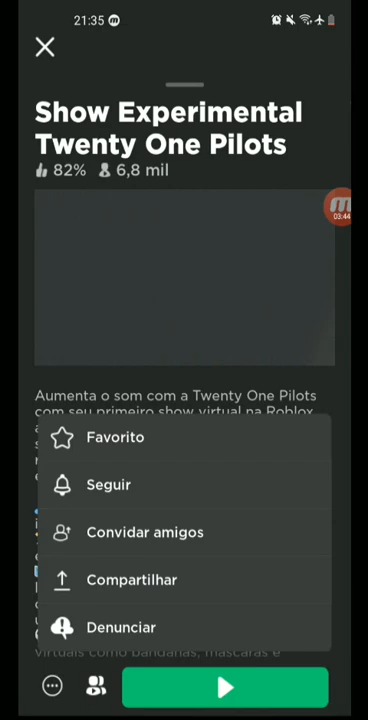 21:35
Show Experimental
Twenty One Pilots
82% 6,8 mil
03:44
Aumenta o som com a Twenty One Pilots
com seu primeiro show virtual na Roblox
Favorito
Seguir
Convidar amigos
Compartilhar
Denunciar
virtuais como bandanas, máscaras e